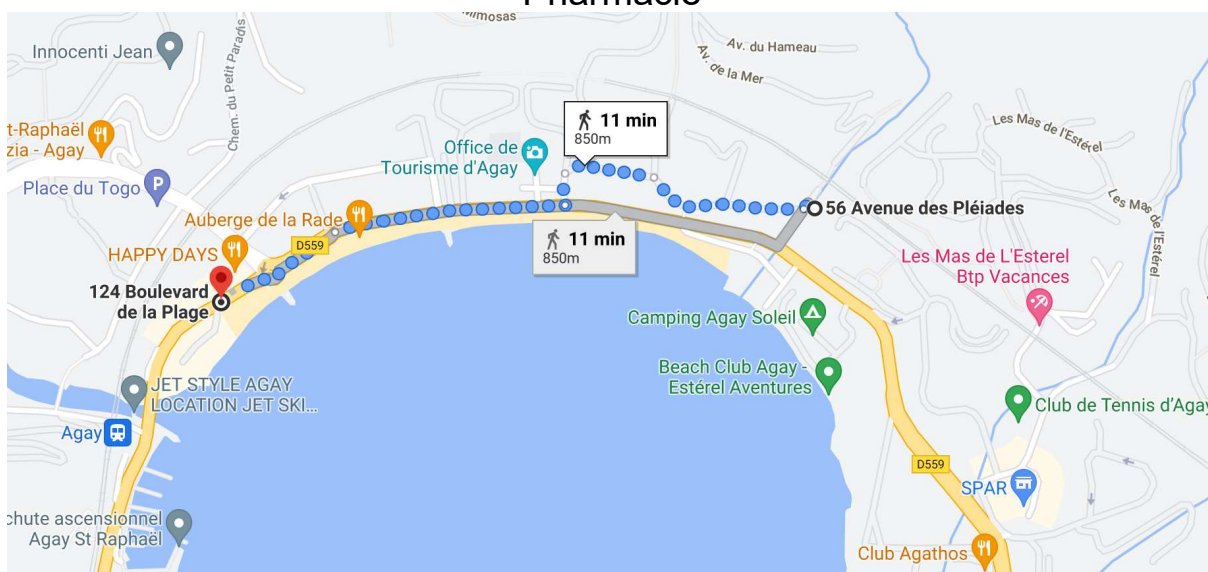 Pharmacie
Mimosas
Innocenti Jean
Chem. du Petit Paradis
Av. du Hameau
Av. de la Mer
11 min
850m
Les Mas de l'Estérel
t-Raphaël
zia - Agay
Office de
Tourisme d'Agay
Place du Togo
Auberge de la Rade
56 Avenue des Pléiades
Les Mas de l'Estérel
D559
11 min
850m
HAPPY DAYS
Les Mas de L'Esterel
Btp Vacances
124 Boulevard
de la Plage
Camping Agay Soleil
Beach Club Agay -
Estérel Aventures
JET STYLE AGAY
LOCATION JET SKI...
Club de Tennis d'Agay
Agay
D559
SPAR
chute ascensionnel
Agay St Raphaël
Club Agathos